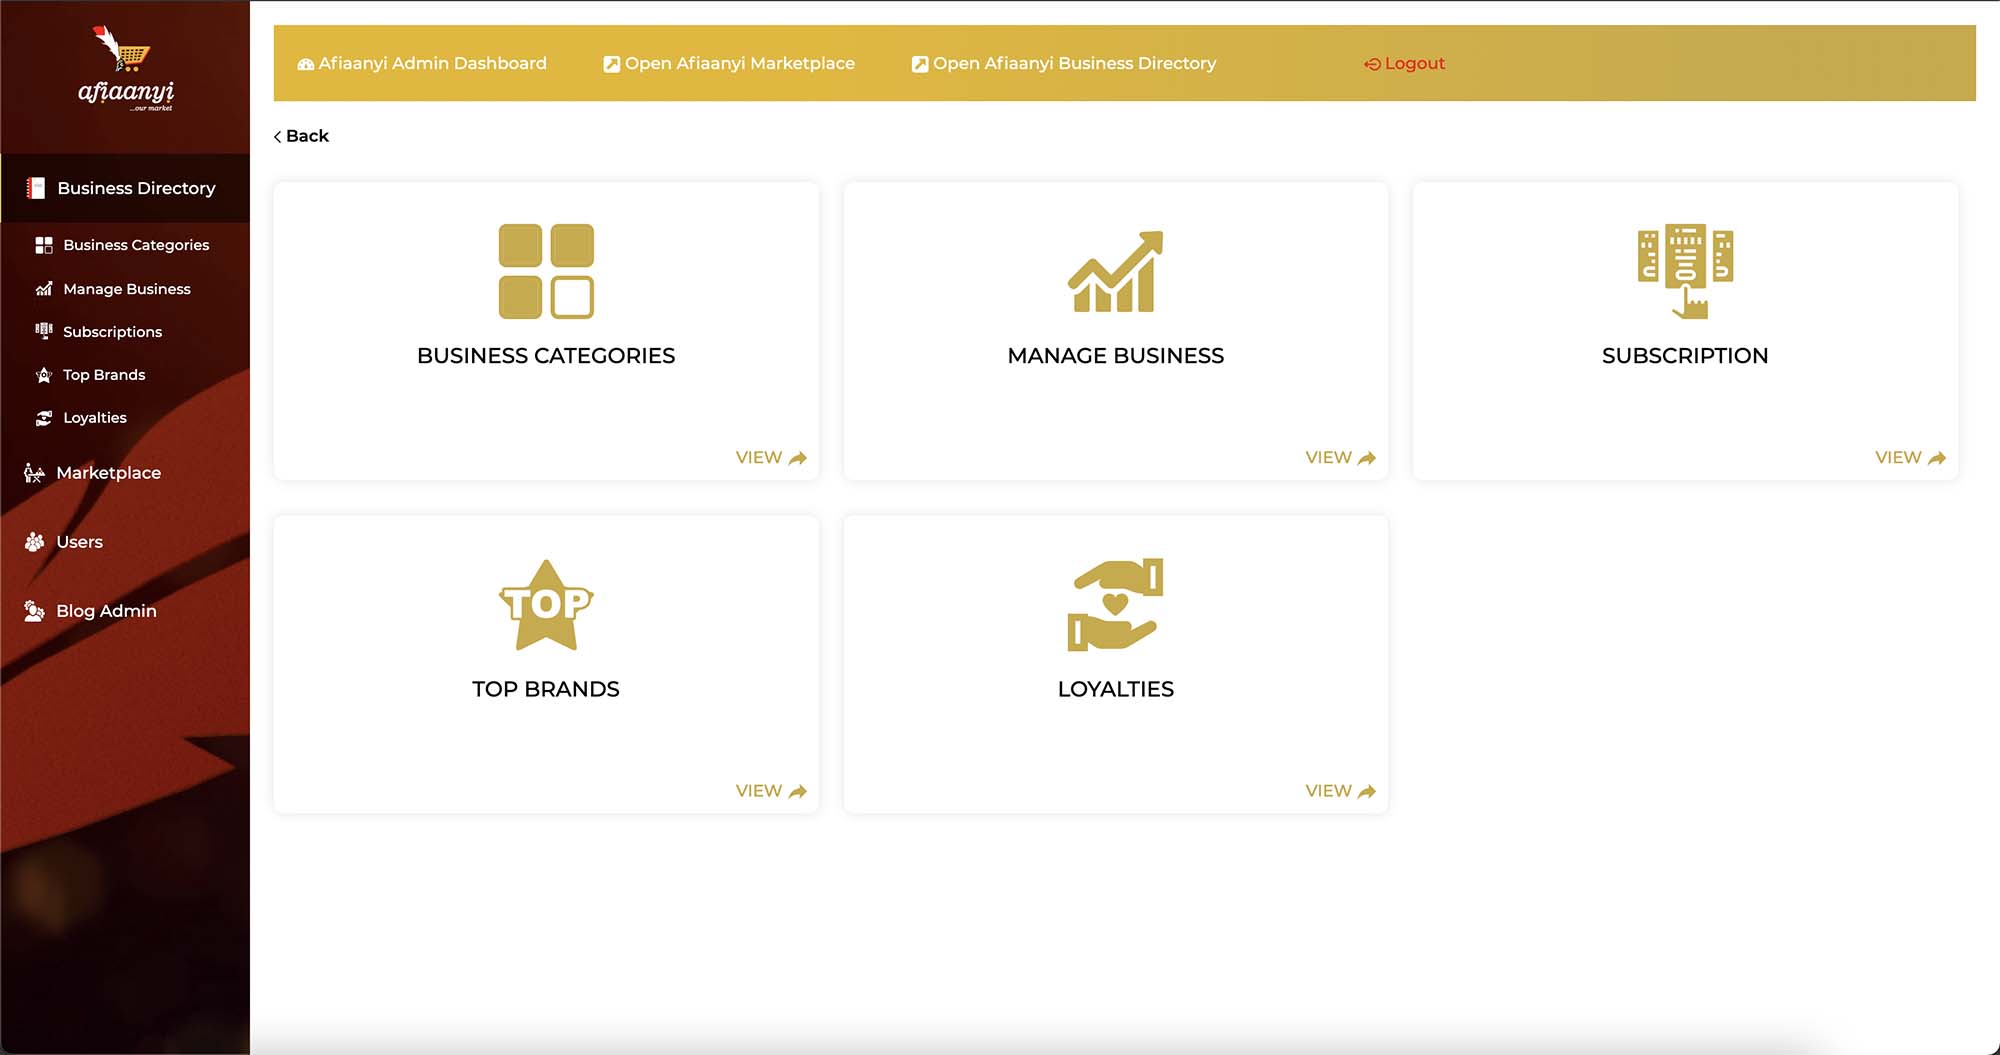 afịaanyị
...our market
Afiaanyi Admin Dashboard
Open Afiaanyi Marketplace
Open Afiaanyi Business Directory
Logout
Back
Business Directory
Business Categories
Manage Business
Subscriptions
Top Brands
Loyalties
Marketplace
Users
Blog Admin
BUSINESS CATEGORIES
VIEW
MANAGE BUSINESS
VIEW
SUBSCRIPTION
VIEW
TOP
TOP BRANDS
VIEW
LOYALTIES
VIEW